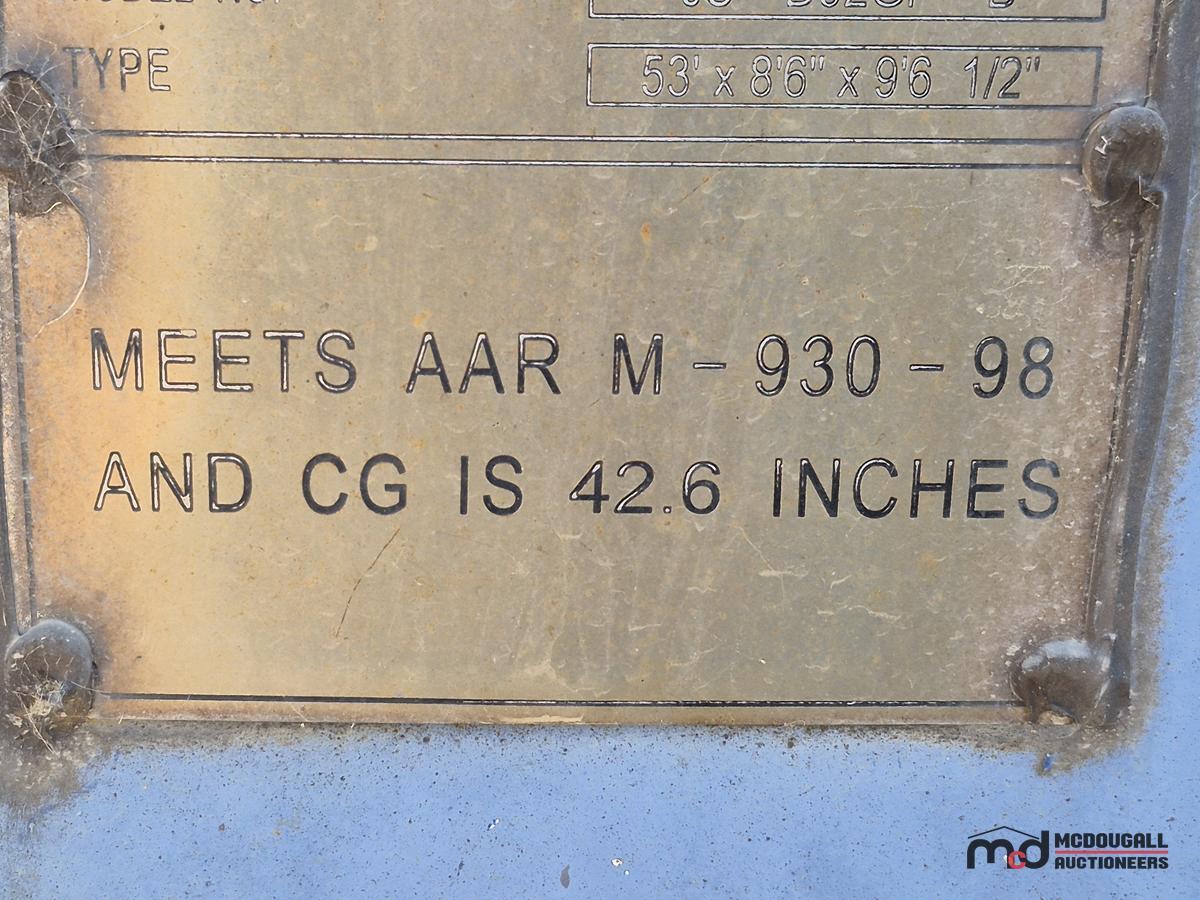 TYPE 53' x 8'6" x 9'6 1/2"
MEETS AAR M - 930 - 98
AND CG IS 42.6 INCHES
mcd MCDOUGALL
AUCTIONEERS